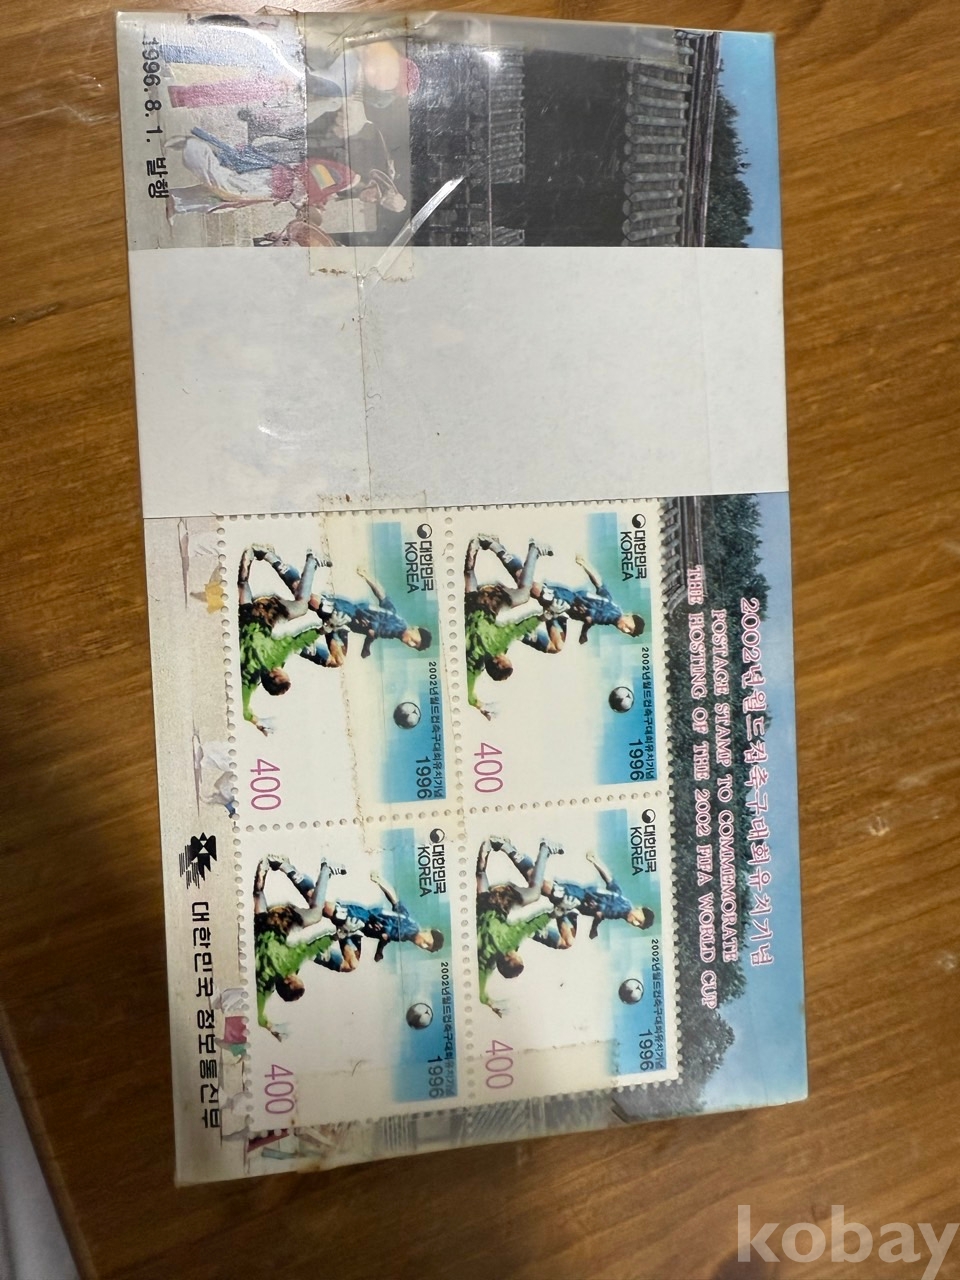 2002년 월드컵축구대회유치기념
POSTAGE STAMP TO COMMEMORATE
THE HOSTING OF THE 2002 FIFA WORLD CUP
대한민국
KOREA
2002년월드컵축구대회유치기념
1996
400
대한민국
KOREA
2002년월드컵축구대회유치기념
1996
400
대한민국
KOREA
2002년월드컵축구대회유치기념
1996
400
대한민국
KOREA
2002년월드컵축구대회유치기념
1996
400
1996. 8. 1. 발행
대한민국 정보통신부
kobay